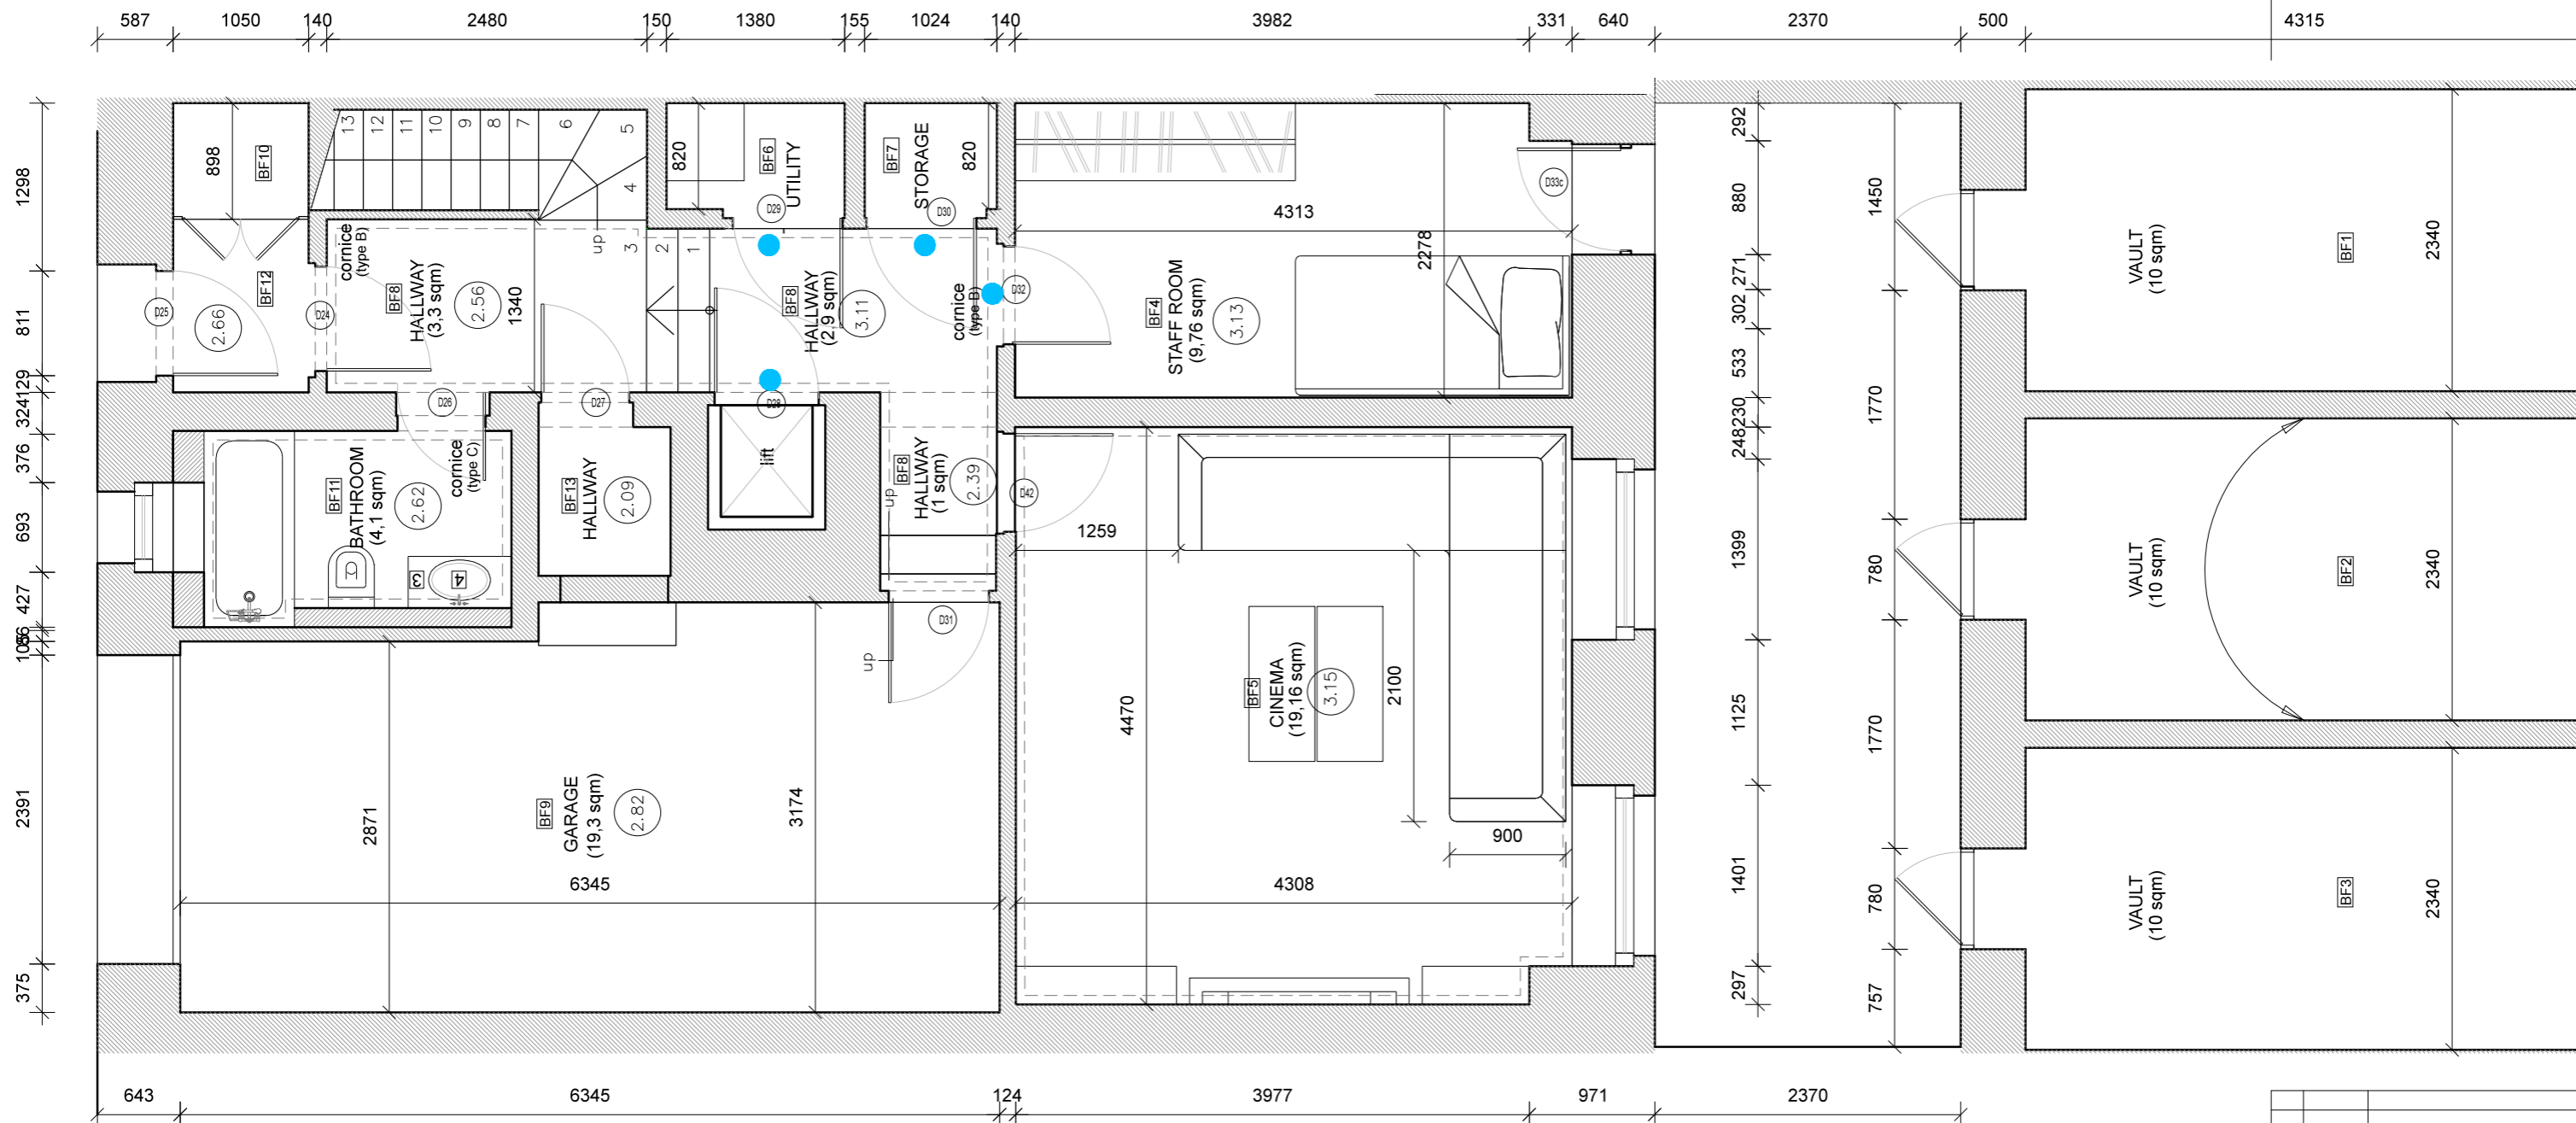 587 1050 140 2480 150 1380 155 1024 140 3982 331 640 2370 500 4315
1298
811
129
324
376
693
427
2391
375
898
BF10
13 12 11 10 9 8 7 6 5
4
3
2
1
up
820
BF6
UTILITY
D29
BF7
STORAGE
820
D30
4313
2278
D33c
D25
BF12
2.66
D24
cornice
(type B)
BF8
HALLWAY
(3,3 sqm)
2.56
1340
BF8
HALLWAY
(2,9 sqm)
3.11
cornice
(type B)
D32
BF4
STAFF ROOM
(9,76 sqm)
3.13
D26
D27
D28
BF11
BATHROOM
(4,1 sqm)
2.62
cornice
(type C)
3
4
BF13
HALLWAY
2.09
lift
up
BF8
HALLWAY
(1 sqm)
2.39
D42
1259
D31
up
BF5
CINEMA
(19,16 sqm)
3.15
2100
4470
900
4308
BF9
GARAGE
(19,3 sqm)
2.82
2871
3174
6345
292
880
271
302
533
230
248
1399
1125
1401
297
1450
1770
780
1770
780
757
VAULT
(10 sqm)
BF1
2340
VAULT
(10 sqm)
BF2
2340
VAULT
(10 sqm)
BF3
2340
643 6345 124 3977 971 2370